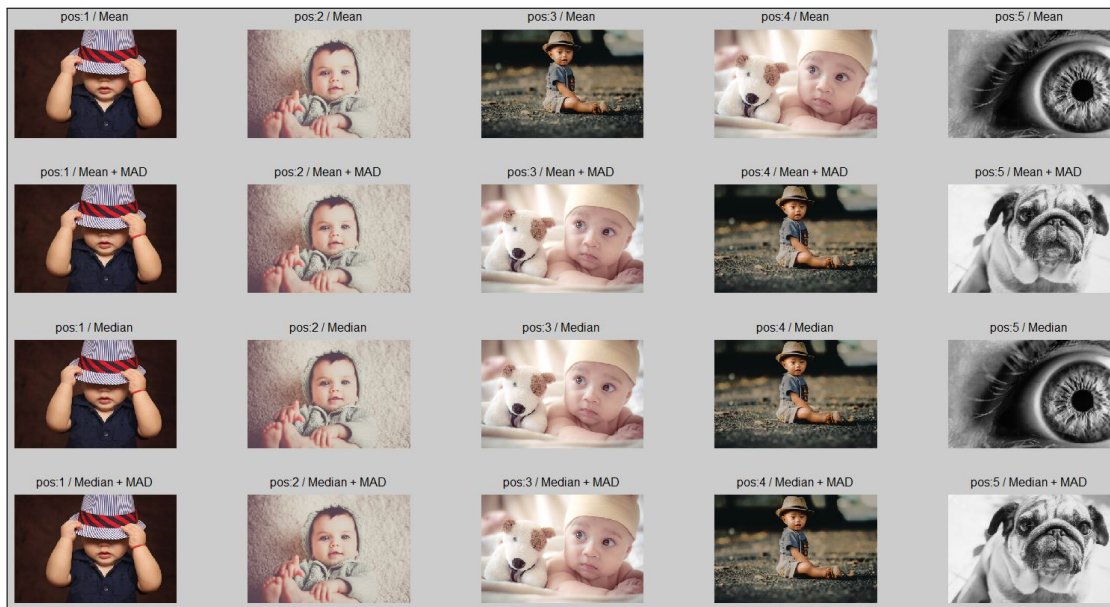 pos:1 / Mean
pos:2 / Mean
pos:3 / Mean
pos:4 / Mean
pos:5 / Mean
pos:1 / Mean + MAD
pos:2 / Mean + MAD
pos:3 / Mean + MAD
pos:4 / Mean + MAD
pos:5 / Mean + MAD
pos:1 / Median
pos:2 / Median
pos:3 / Median
pos:4 / Median
pos:5 / Median
pos:1 / Median + MAD
pos:2 / Median + MAD
pos:3 / Median + MAD
pos:4 / Median + MAD
pos:5 / Median + MAD